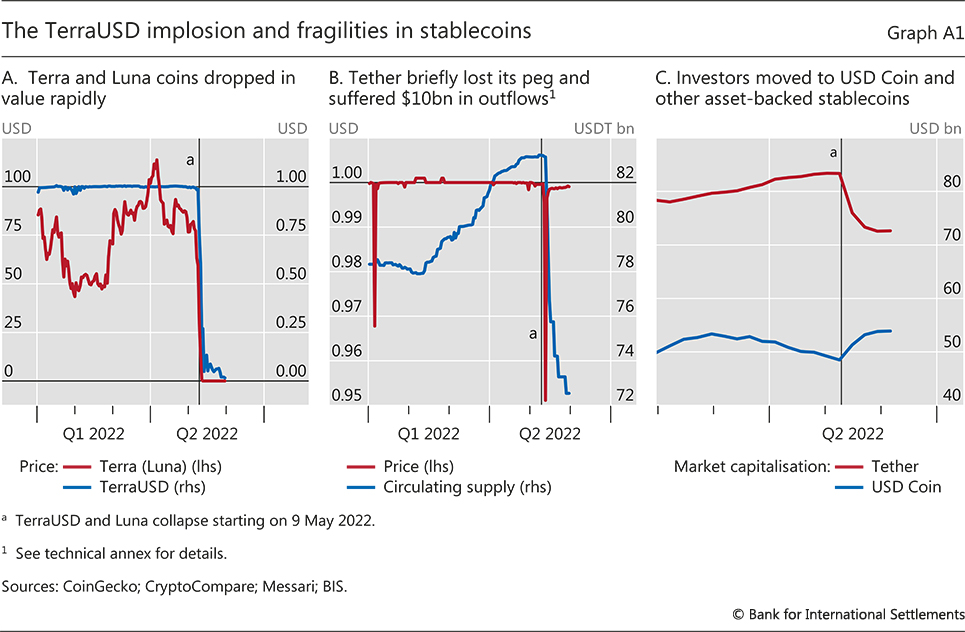 The TerraUSD implosion and fragilities in stablecoins
Graph A1
A. Terra and Luna coins dropped in
value rapidly
USD
USD
a
100
1.00
75
0.75
50
0.50
25
0.25
0
0.00
Q1 2022
Q2 2022
Price:
Terra (Luna) (lhs)
TerraUSD (rhs)
B. Tether briefly lost its peg and
suffered $10bn in outflows1
USD
USDT bn
1.00
82
0.99
80
0.98
78
0.97
76
a
0.96
74
0.95
72
Q1 2022
Q2 2022
Price (lhs)
Circulating supply (rhs)
C. Investors moved to USD Coin and
other asset-backed stablecoins
USD bn
a
80
70
60
50
40
Q2 2022
Market capitalisation:
Tether
USD Coin
a TerraUSD and Luna collapse starting on 9 May 2022.
1 See technical annex for details.
Sources: CoinGecko; CryptoCompare; Messari; BIS.
© Bank for International Settlements